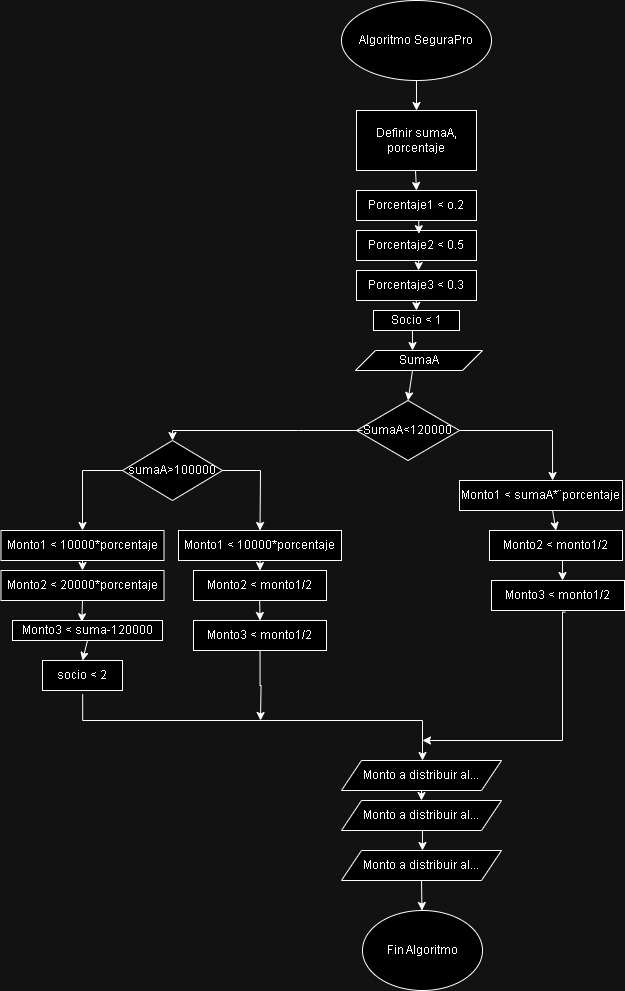 Algoritmo SeguraPro
Definir sumaA,
porcentaje
Porcentaje1 < o.2
Porcentaje2 < 0.5
Porcentaje3 < 0.3
Socio < 1
SumaA
SumaA<120000
sumaA>100000
Monto1 < sumaA*¨porcentaje
Monto1 < 10000*porcentaje
Monto1 < 10000*porcentaje
Monto2 < monto1/2
Monto2 < 20000*porcentaje
Monto2 < monto1/2
Monto3 < monto1/2
Monto3 < suma-120000
Monto3 < monto1/2
socio < 2
Monto a distribuir al...
Monto a distribuir al...
Monto a distribuir al...
Fin Algoritmo